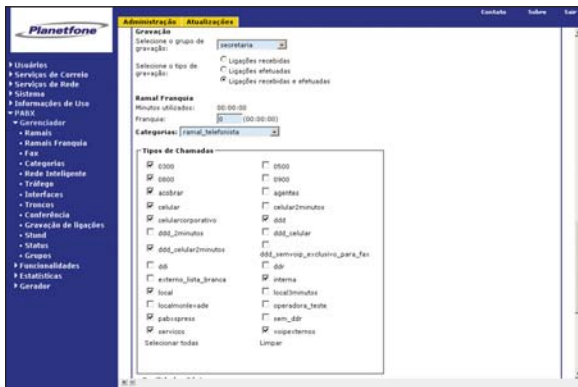 Planetfone
Contato Sobre Sair
Administração Atualizações
Usuários
Serviços de Correio
Serviços de Rede
Sistema
Informações de Uso
PABX
Gerenciador
Ramais
Ramais Franquia
Fax
Categorias
Rede Inteligente
Tráfego
Interfaces
Troncos
Conferência
Gravação de ligações
Stund
Status
Grupos
Funcionalidades
Estatísticas
Gerador
Gravação
Selecione o grupo de gravação: secretaria
Selecione o tipo de gravação:
Ligações recebidas
Ligações efetuadas
Ligações recebidas e efetuadas
Ramal Franquia
Minutos utilizados: 00:00:00
Franquia: 0 (00:00:00)
Categorias: ramal_telefonista
Tipos de Chamadas
0300 0500
0800 0900
acobrar agentes
celular celular2minutos
celularcorporativo ddd
ddd_2minutos ddd_celular
ddd_celular2minutos ddd_semvoip_exclusivo_para_fax
ddi ddr
externo_lista_branca interna
local local3minutos
localmonlevade operadora_teste
pabxpress sem_ddr
servicos voipexternos
Selecionar todas Limpar